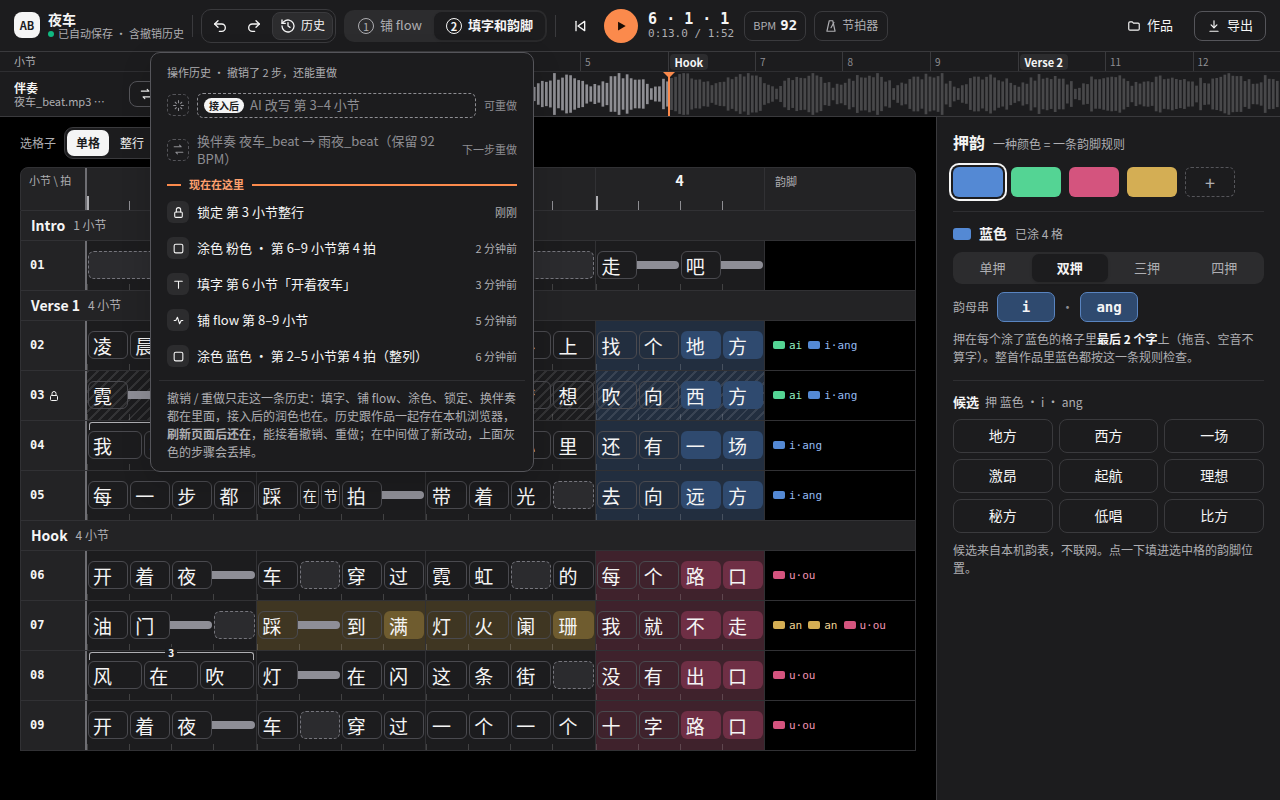 AB 夜车
已自动保存 · 含撤销历史
历史
1 铺 flow 2 填字和韵脚
6 · 1 · 1
0:13.0 / 1:52
BPM 92
节拍器
作品
导出
小节
5 Hook 7 8 9 Verse 2 11 12
伴奏
夜车_beat.mp3 ···
操作历史 · 撤销了 2 步，还能重做
接入后 AI 改写 第 3–4 小节 可重做
换伴奏 夜车_beat → 雨夜_beat（保留 92
BPM） 下一步重做
现在在这里
锁定 第 3 小节整行 刚刚
涂色 粉色 · 第 6–9 小节第 4 拍 2 分钟前
填字 第 6 小节「开着夜车」 3 分钟前
铺 flow 第 8–9 小节 5 分钟前
涂色 蓝色 · 第 2–5 小节第 4 拍（整列） 6 分钟前
撤销 / 重做只走这一条历史：填字、铺 flow、涂色、锁定、换伴奏
都在里面，接入后的润色也在。历史跟作品一起存在本机浏览器，
刷新页面后还在，能接着撤销、重做；在中间做了新改动，上面灰
色的步骤会丢掉。
选格子 单格 整行
小节 \ 拍 4 韵脚
Intro 1 小节
01 走 吧
Verse 1 4 小节
02 凌 晨 上 找 个 地 方 ai i·ang
03 霓 想 吹 向 西 方 ai i·ang
04 我 里 还 有 一 场 i·ang
05 每 一 步 都 踩 在 节 拍 带 着 光 去 向 远 方 i·ang
Hook 4 小节
06 开 着 夜 车 穿 过 霓 虹 的 每 个 路 口 u·ou
07 油 门 踩 到 满 灯 火 阑 珊 我 就 不 走 an an u·ou
3
08 风 在 吹 灯 在 闪 这 条 街 没 有 出 口 u·ou
09 开 着 夜 车 穿 过 一 个 一 个 十 字 路 口 u·ou
押韵 一种颜色 = 一条韵脚规则
+
蓝色 已涂 4 格
单押 双押 三押 四押
韵母串 i · ang
押在每个涂了蓝色的格子里最后 2 个字上（拖音、空音不
算字）。整首作品里蓝色都按这一条规则检查。
候选 押 蓝色 · i · ang
地方 西方 一场
激昂 起航 理想
秘方 低唱 比方
候选来自本机韵表，不联网。点一下填进选中格的韵脚位
置。